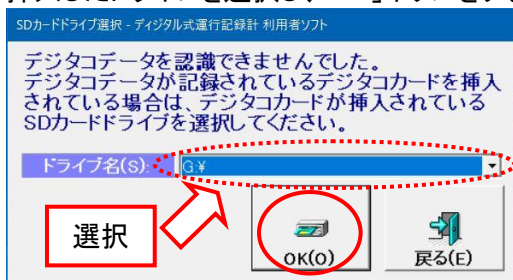 SDカードドライブ選択 - ディジタル式運行記録計 利用者ソフト
デジタコデータを認識できませんでした。
デジタコデータが記録されているデジタコカードを挿入
されている場合は、デジタコカードが挿入されている
SDカードドライブを選択してください。
ドライブ名(S): G:¥
選択
OK(O)
戻る(E)